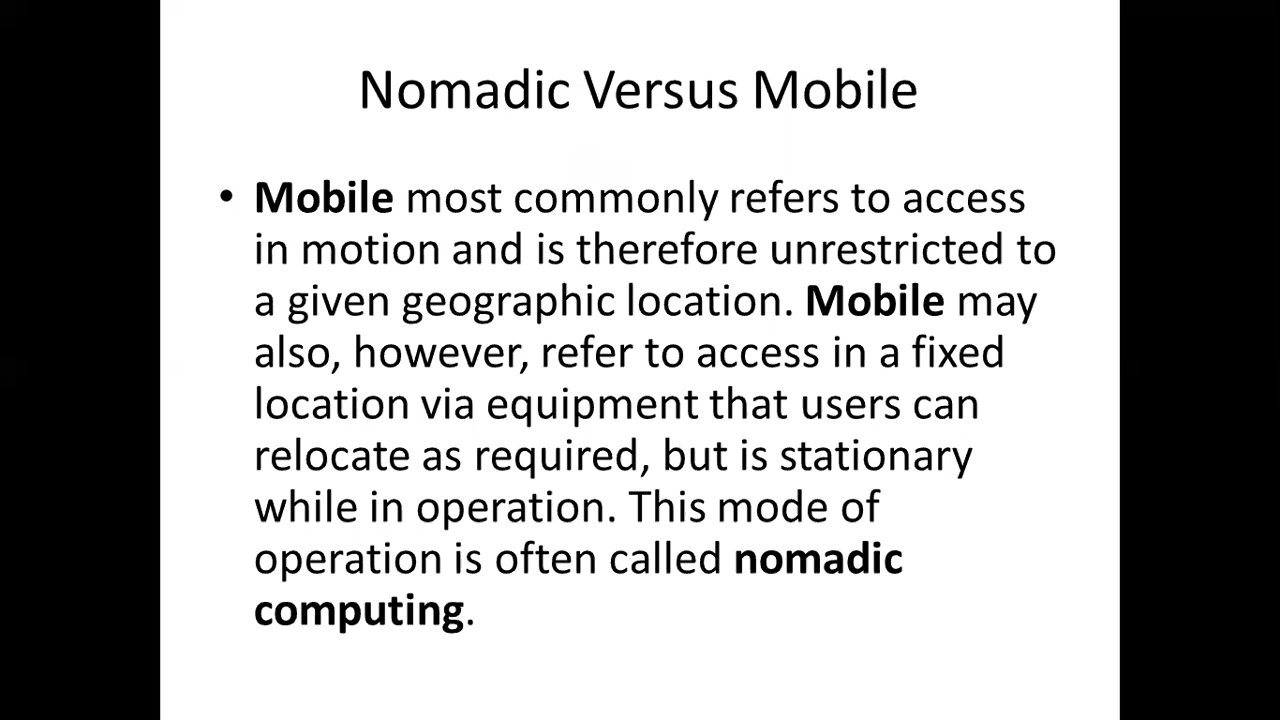 Nomadic Versus Mobile
• Mobile most commonly refers to access
in motion and is therefore unrestricted to
a given geographic location. Mobile may
also, however, refer to access in a fixed
location via equipment that users can
relocate as required, but is stationary
while in operation. This mode of
operation is often called nomadic
computing.